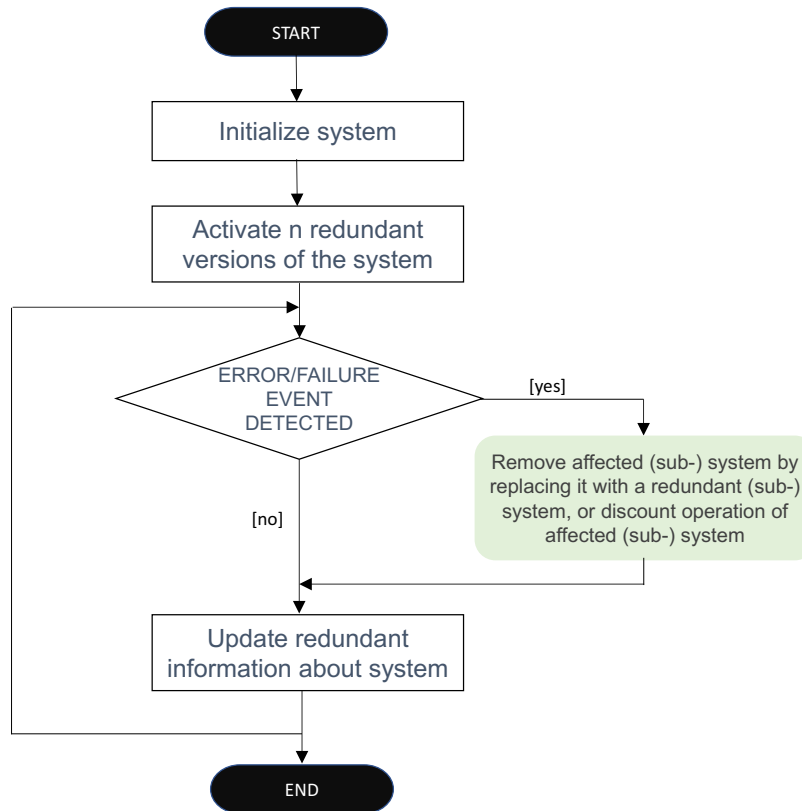 START
Initialize system
Activate n redundant
versions of the system
ERROR/FAILURE
EVENT
DETECTED
[yes]
Remove affected (sub-) system by
replacing it with a redundant (sub-)
system, or discount operation of
affected (sub-) system
[no]
Update redundant
information about system
END